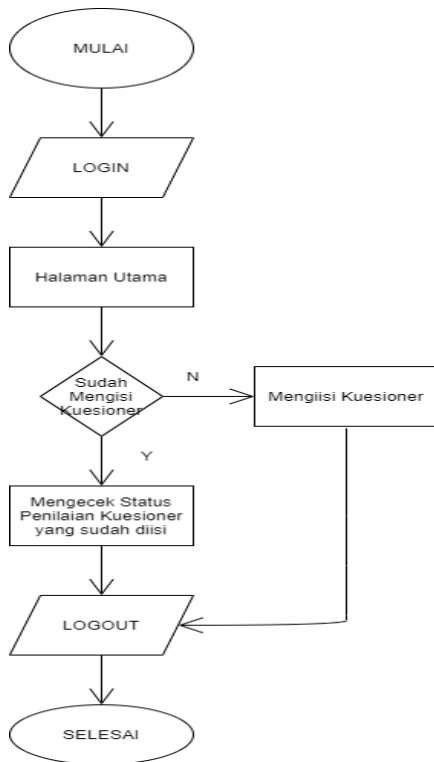 MULAI
LOGIN
Halaman Utama
Sudah
Mengisi
Kuesioner
N
Mengiisi Kuesioner
Y
Mengecek Status
Penilaian Kuesioner
yang sudah diisi
LOGOUT
SELESAI